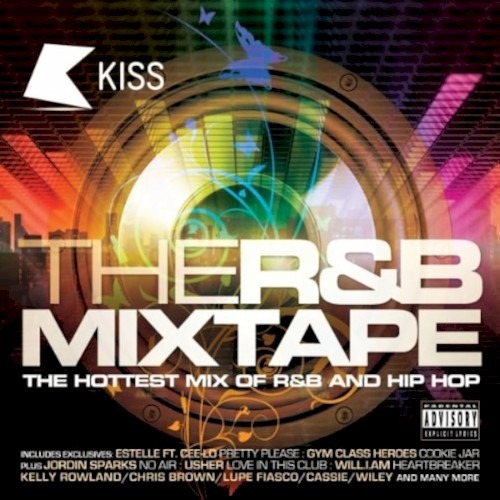 KISS
THER&B
MIXTAPE
THE HOTTEST MIX OF R&B AND HIP HOP
PARENTAL
ADVISORY
EXPLICIT LYRICS
INCLUDES EXCLUSIVES: ESTELLE FT. CEE-LO PRETTY PLEASE : GYM CLASS HEROES COOKIE JAR
PLUS JORDIN SPARKS NO AIR : USHER LOVE IN THIS CLUB : WILL.I.AM HEARTBREAKER
KELLY ROWLAND/CHRIS BROWN/LUPE FIASCO/CASSIE/WILEY AND MANY MORE